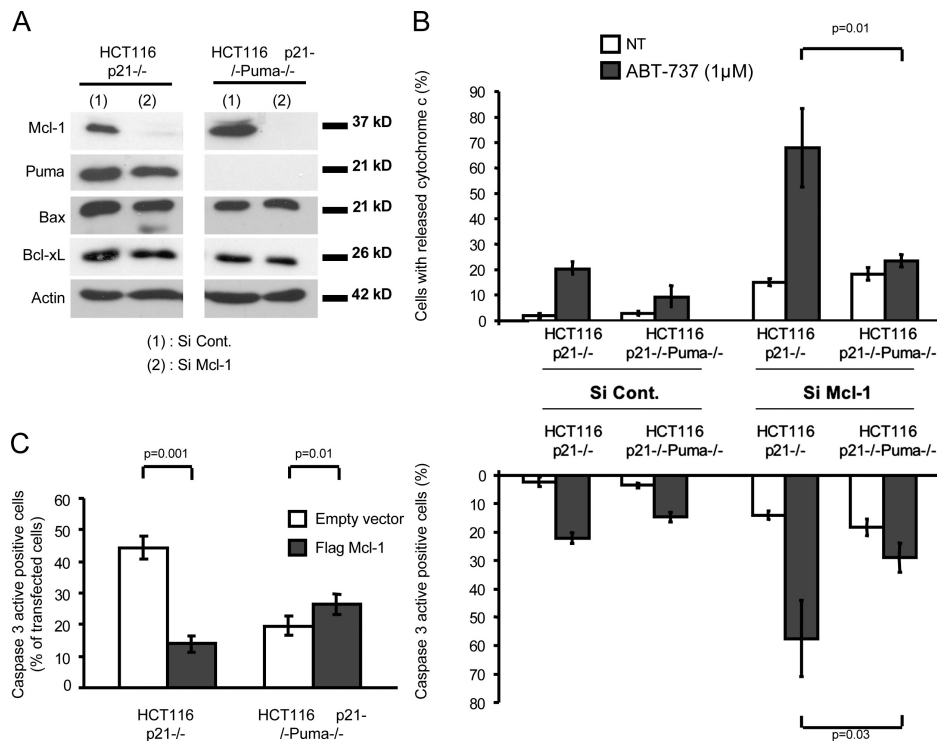 A
HCT116
p21-/-
HCT116 p21-
/-Puma-/-
(1) (2) (1) (2)
Mcl-1 37 kD
Puma 21 kD
Bax 21 kD
Bcl-xL 26 kD
Actin 42 kD
(1) : Si Cont.
(2) : Si Mcl-1
B
NT
ABT-737 (1µM)
p=0.01
Cells with released cytochrome c (%)
90
80
70
60
50
40
30
20
10
0
HCT116 HCT116 HCT116 HCT116
p21-/- p21-/-Puma-/- p21-/- p21-/-Puma-/-
Si Cont. Si Mcl-1
HCT116 HCT116 HCT116 HCT116
p21-/- p21-/-Puma-/- p21-/- p21-/-Puma-/-
Caspase 3 active positive cells (%)
0
10
20
30
40
50
60
70
80
p=0.03
C
p=0.001 p=0.01
Empty vector
Flag Mcl-1
Caspase 3 active positive cells
(% of transfected cells)
60
50
40
30
20
10
0
HCT116
p21-/-
HCT116 p21-
/-Puma-/-